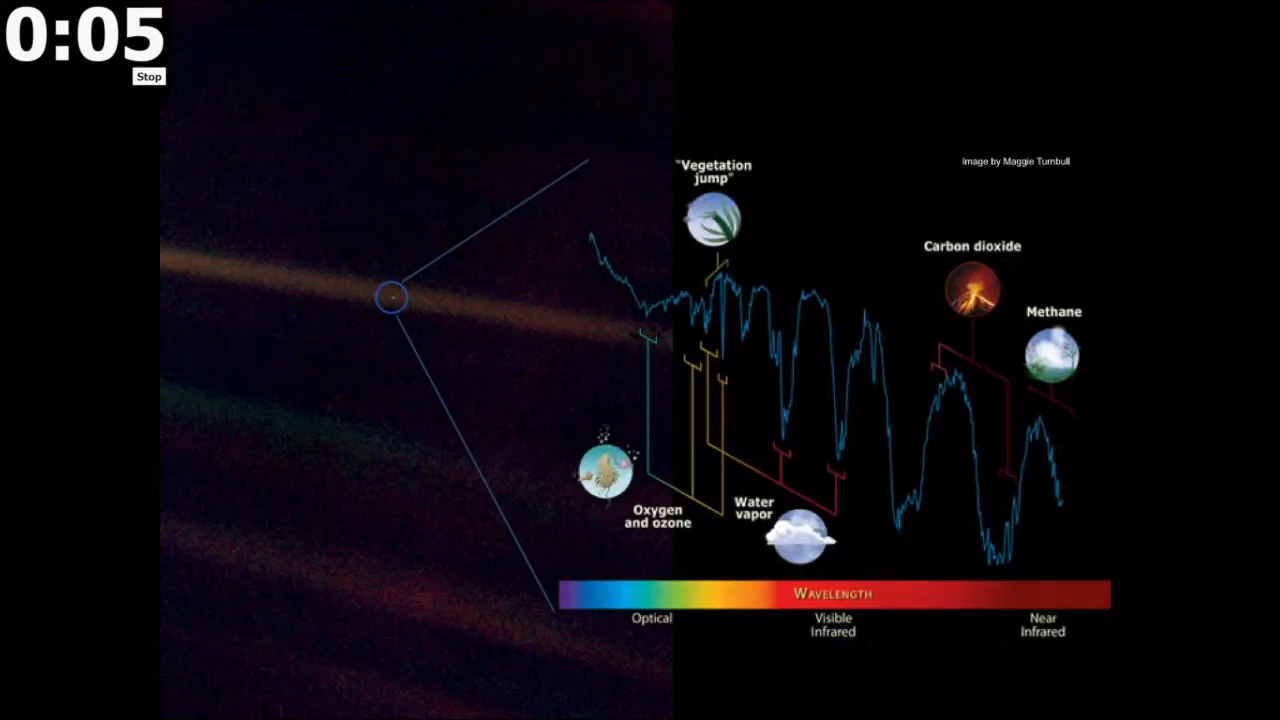 0:05
Stop
"Vegetation
jump"
Image by Maggie Turnbull
Carbon dioxide
Methane
Oxygen
and ozone
Water
vapor
WAVELENGTH
Optical
Visible
Infrared
Near
Infrared